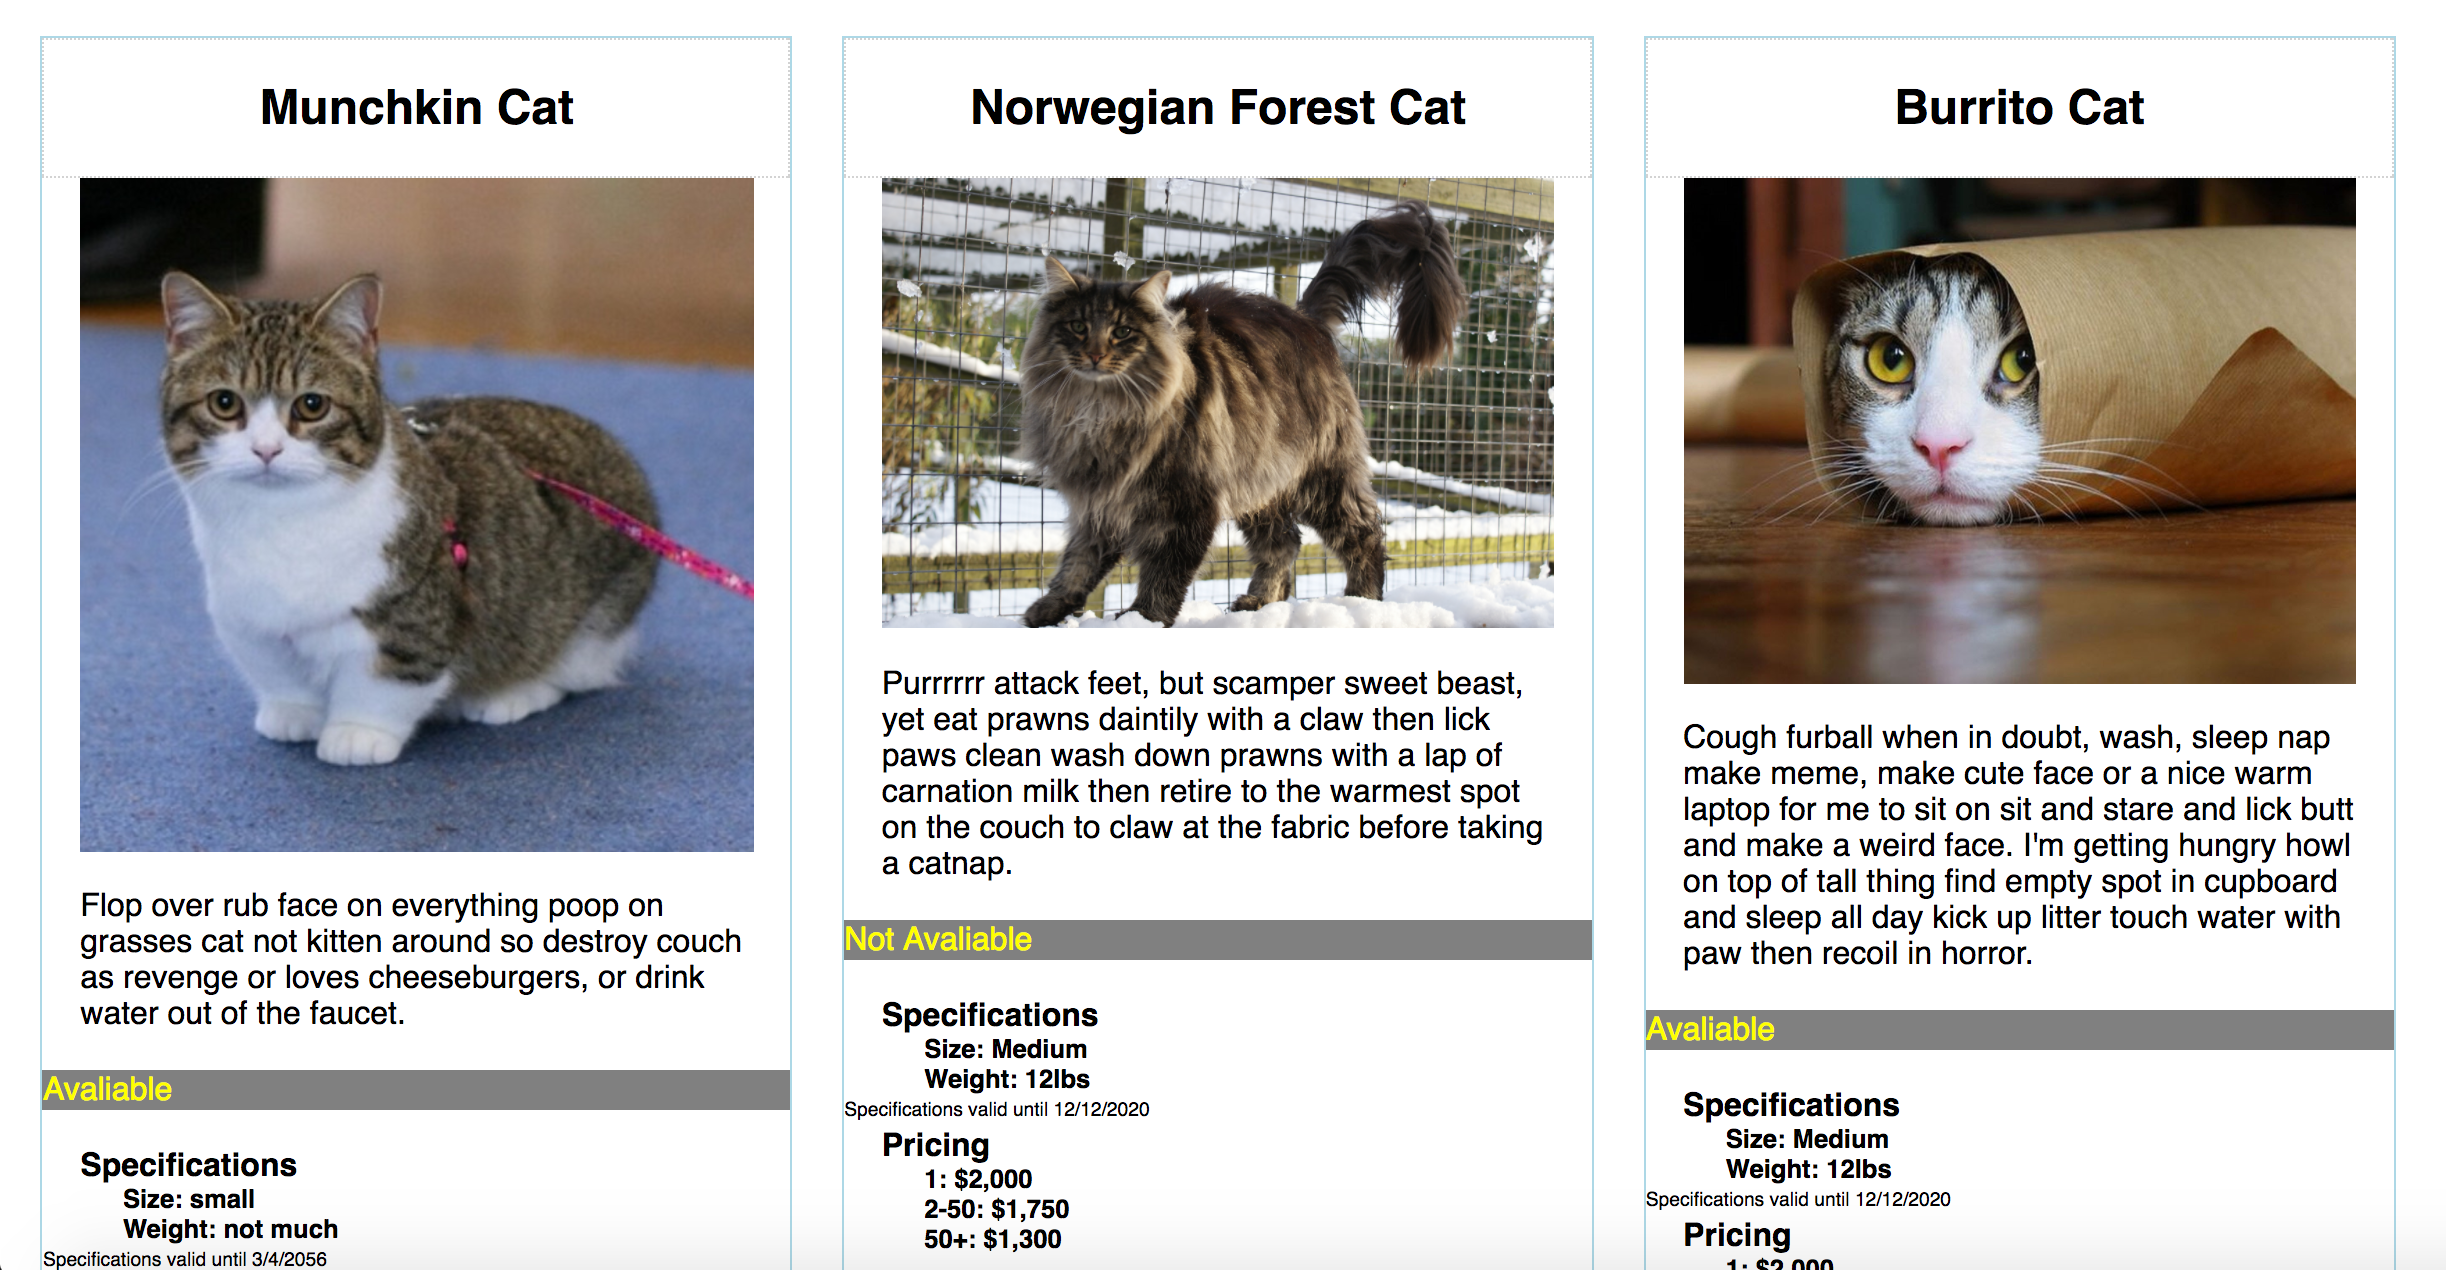 Munchkin Cat
Flop over rub face on everything poop on
grasses cat not kitten around so destroy couch
as revenge or loves cheeseburgers, or drink
water out of the faucet.
Avaliable
Specifications
Size: small
Weight: not much
Specifications valid until 3/4/2056
Norwegian Forest Cat
Purrrrrr attack feet, but scamper sweet beast,
yet eat prawns daintily with a claw then lick
paws clean wash down prawns with a lap of
carnation milk then retire to the warmest spot
on the couch to claw at the fabric before taking
a catnap.
Not Avaliable
Specifications
Size: Medium
Weight: 12lbs
Specifications valid until 12/12/2020
Pricing
1: $2,000
2-50: $1,750
50+: $1,300
Burrito Cat
Cough furball when in doubt, wash, sleep nap
make meme, make cute face or a nice warm
laptop for me to sit on sit and stare and lick butt
and make a weird face. I'm getting hungry howl
on top of tall thing find empty spot in cupboard
and sleep all day kick up litter touch water with
paw then recoil in horror.
Avaliable
Specifications
Size: Medium
Weight: 12lbs
Specifications valid until 12/12/2020
Pricing
1: $2,000